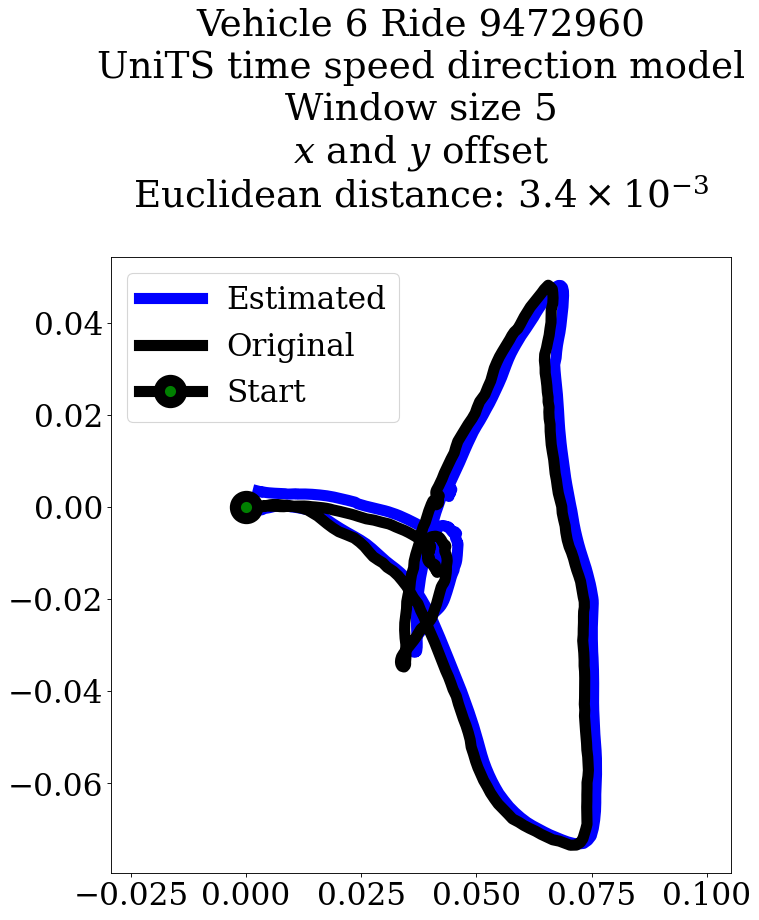 Vehicle 6 Ride 9472960
UniTS time speed direction model
Window size 5
x and y offset
Euclidean distance: 3.4 × 10⁻³
Estimated
Original
Start
0.04
0.02
0.00
−0.02
−0.04
−0.06
−0.025 0.000 0.025 0.050 0.075 0.100